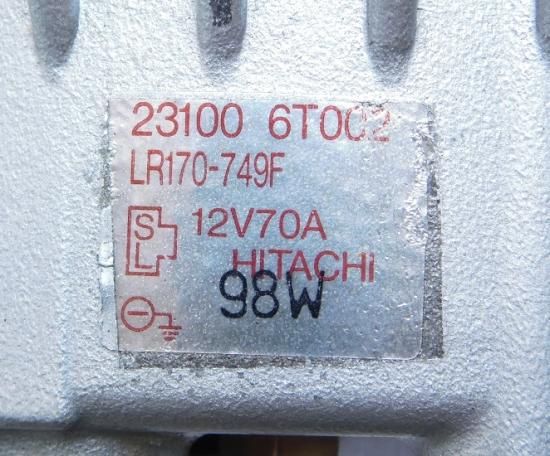 23100 6T002
LR170-749F
S
L
12V70A
HITACHI
98W